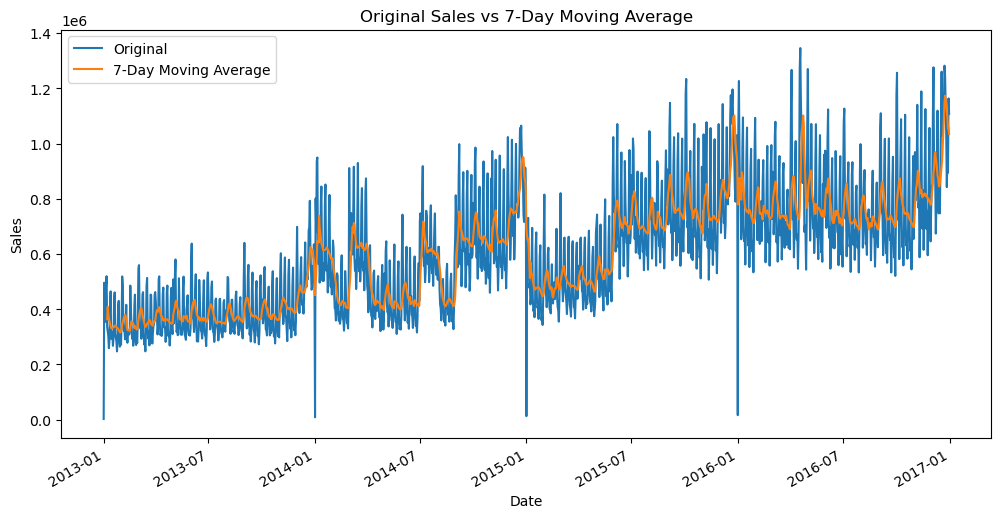 Original Sales vs 7-Day Moving Average
1e6
Original
7-Day Moving Average
1.4
1.2
1.0
0.8
0.6
0.4
0.2
0.0
Sales
2013-01
2013-07
2014-01
2014-07
2015-01
2015-07
2016-01
2016-07
2017-01
Date